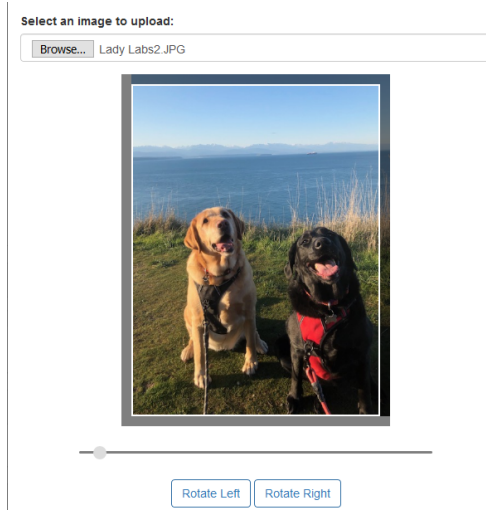 Select an image to upload:
Browse... Lady Labs2.JPG
Rotate Left Rotate Right